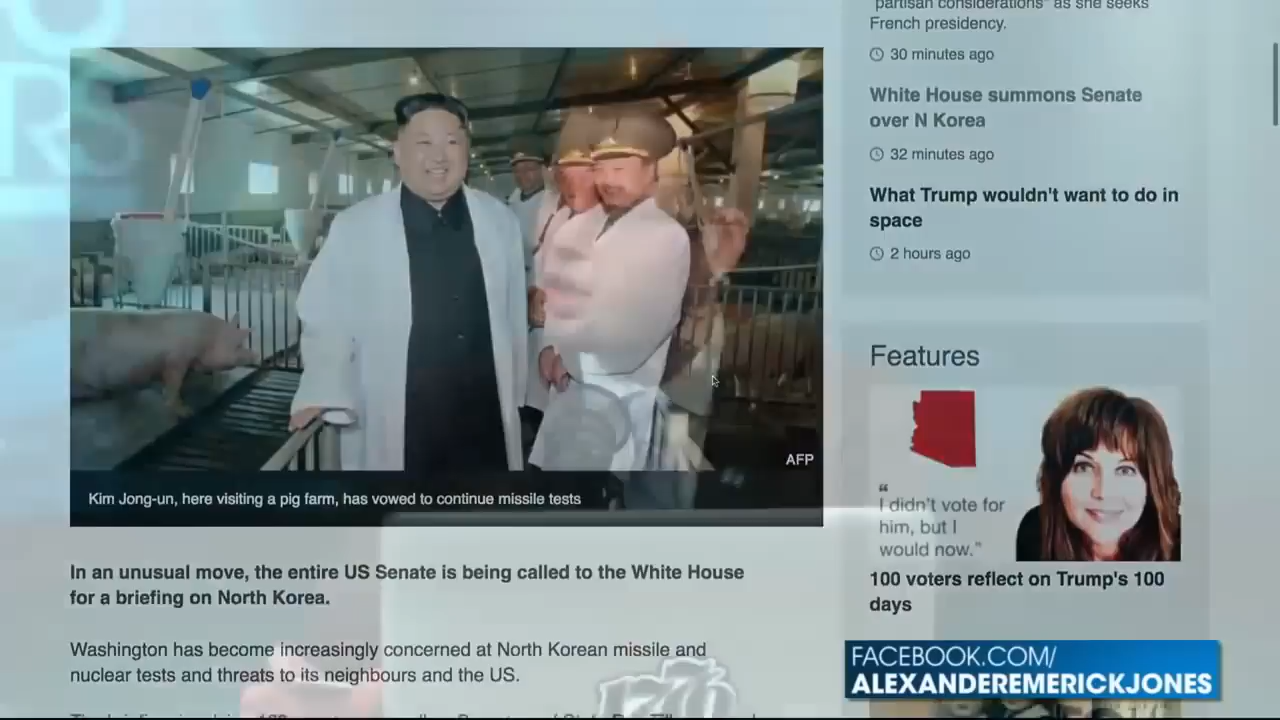 RS
AFP
Kim Jong-un, here visiting a pig farm, has vowed to continue missile tests
In an unusual move, the entire US Senate is being called to the White House
for a briefing on North Korea.
Washington has become increasingly concerned at North Korean missile and
nuclear tests and threats to its neighbours and the US.
"partisan considerations" as she seeks
French presidency.
30 minutes ago
White House summons Senate
over N Korea
32 minutes ago
What Trump wouldn't want to do in
space
2 hours ago
Features
“
I didn't vote for
him, but I
would now.”
100 voters reflect on Trump's 100
days
FACEBOOK.COM/
ALEXANDEREMERICKJONES
1776